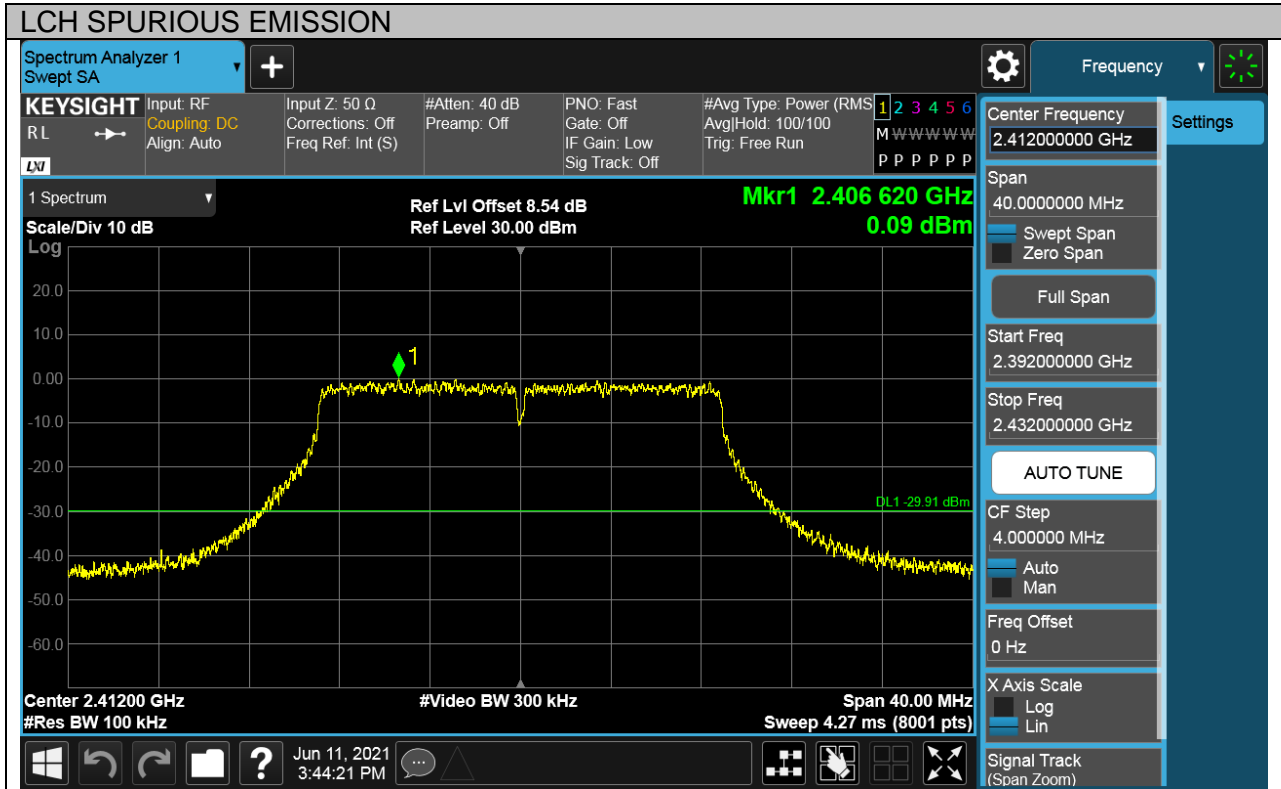 LCH SPURIOUS EMISSION
Spectrum Analyzer 1
Swept SA
Frequency
KEYSIGHT
R L
LXI
Input: RF
Coupling: DC
Align: Auto
Input Z: 50 Ω
Corrections: Off
Freq Ref: Int (S)
#Atten: 40 dB
Preamp: Off
PNO: Fast
Gate: Off
IF Gain: Low
Sig Track: Off
#Avg Type: Power (RMS
Avg|Hold: 100/100
Trig: Free Run
1 2 3 4 5 6
M W W W W W
P P P P P P
1 Spectrum
Scale/Div 10 dB
Ref Lvl Offset 8.54 dB
Ref Level 30.00 dBm
Mkr1 2.406 620 GHz
0.09 dBm
Log
20.0
10.0
0.00
-10.0
-20.0
-30.0
-40.0
-50.0
-60.0
1
DL1 -29.91 dBm
Center 2.41200 GHz
#Res BW 100 kHz
#Video BW 300 kHz
Span 40.00 MHz
Sweep 4.27 ms (8001 pts)
Center Frequency
2.412000000 GHz
Settings
Span
40.0000000 MHz
Swept Span
Zero Span
Full Span
Start Freq
2.392000000 GHz
Stop Freq
2.432000000 GHz
AUTO TUNE
CF Step
4.000000 MHz
Auto
Man
Freq Offset
0 Hz
X Axis Scale
Log
Lin
Signal Track
(Span Zoom)
?
Jun 11, 2021
3:44:21 PM